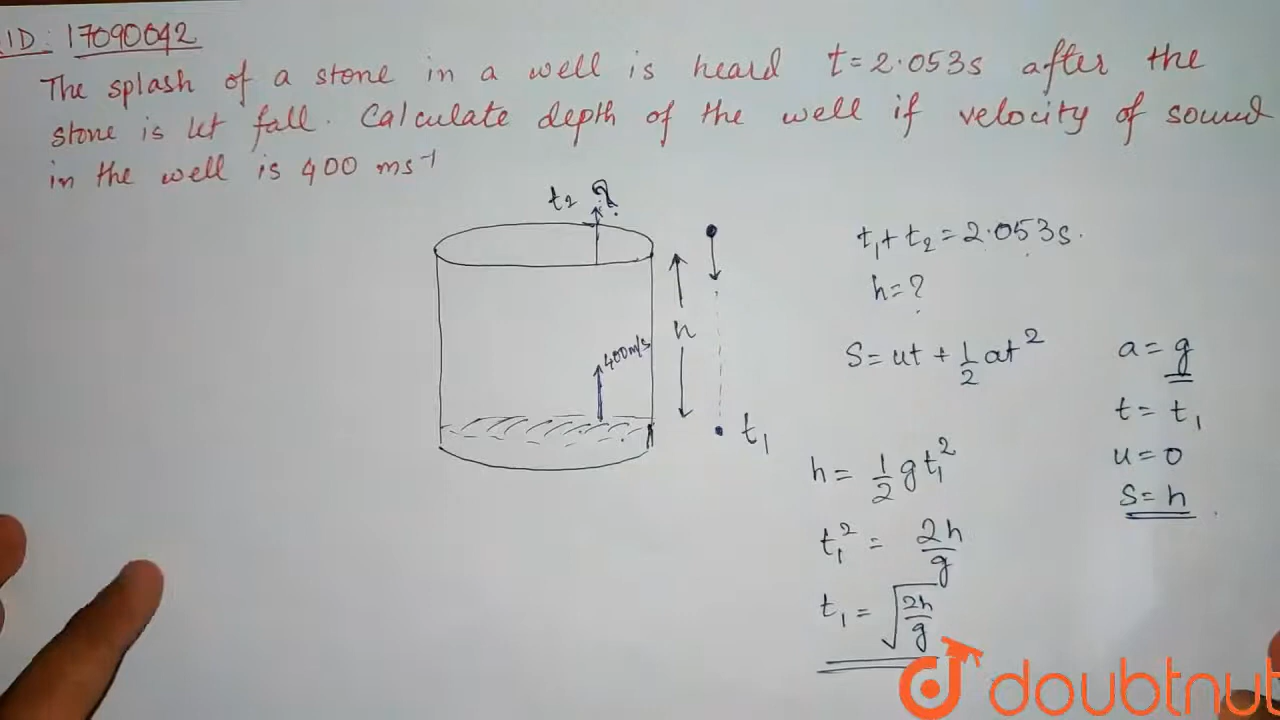 ID: 17090642
The splash of a stone in a well is heard t=2.053s after the
stone is let fall. Calculate depth of the well if velocity of sound
in the well is 400 ms⁻¹
t₂
t₁+t₂=2.053s.
h=?
h
400m/s
S=ut+½at²
a=g
t₁
t=t₁
h=½gt₁²
u=0
S=h
t₁²=2h/g
t₁=√2h/g
doubtnut